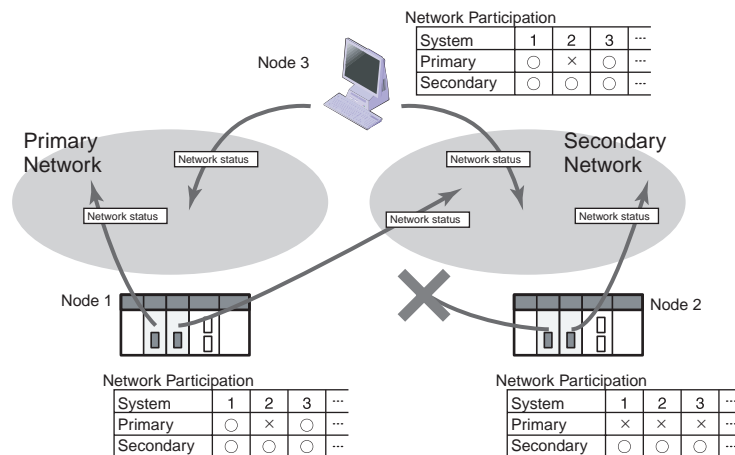 Network Participation
System 1 2 3 ---
Primary ○ × ○ ---
Secondary ○ ○ ○ ---
Node 3
Primary
Network
Secondary
Network
Network status
Network status
Network status
Network status
Network status
Node 1
Node 2
Network Participation
System 1 2 3 ---
Primary ○ × ○ ---
Secondary ○ ○ ○ ---
Network Participation
System 1 2 3 ---
Primary × × × ---
Secondary ○ ○ ○ ---